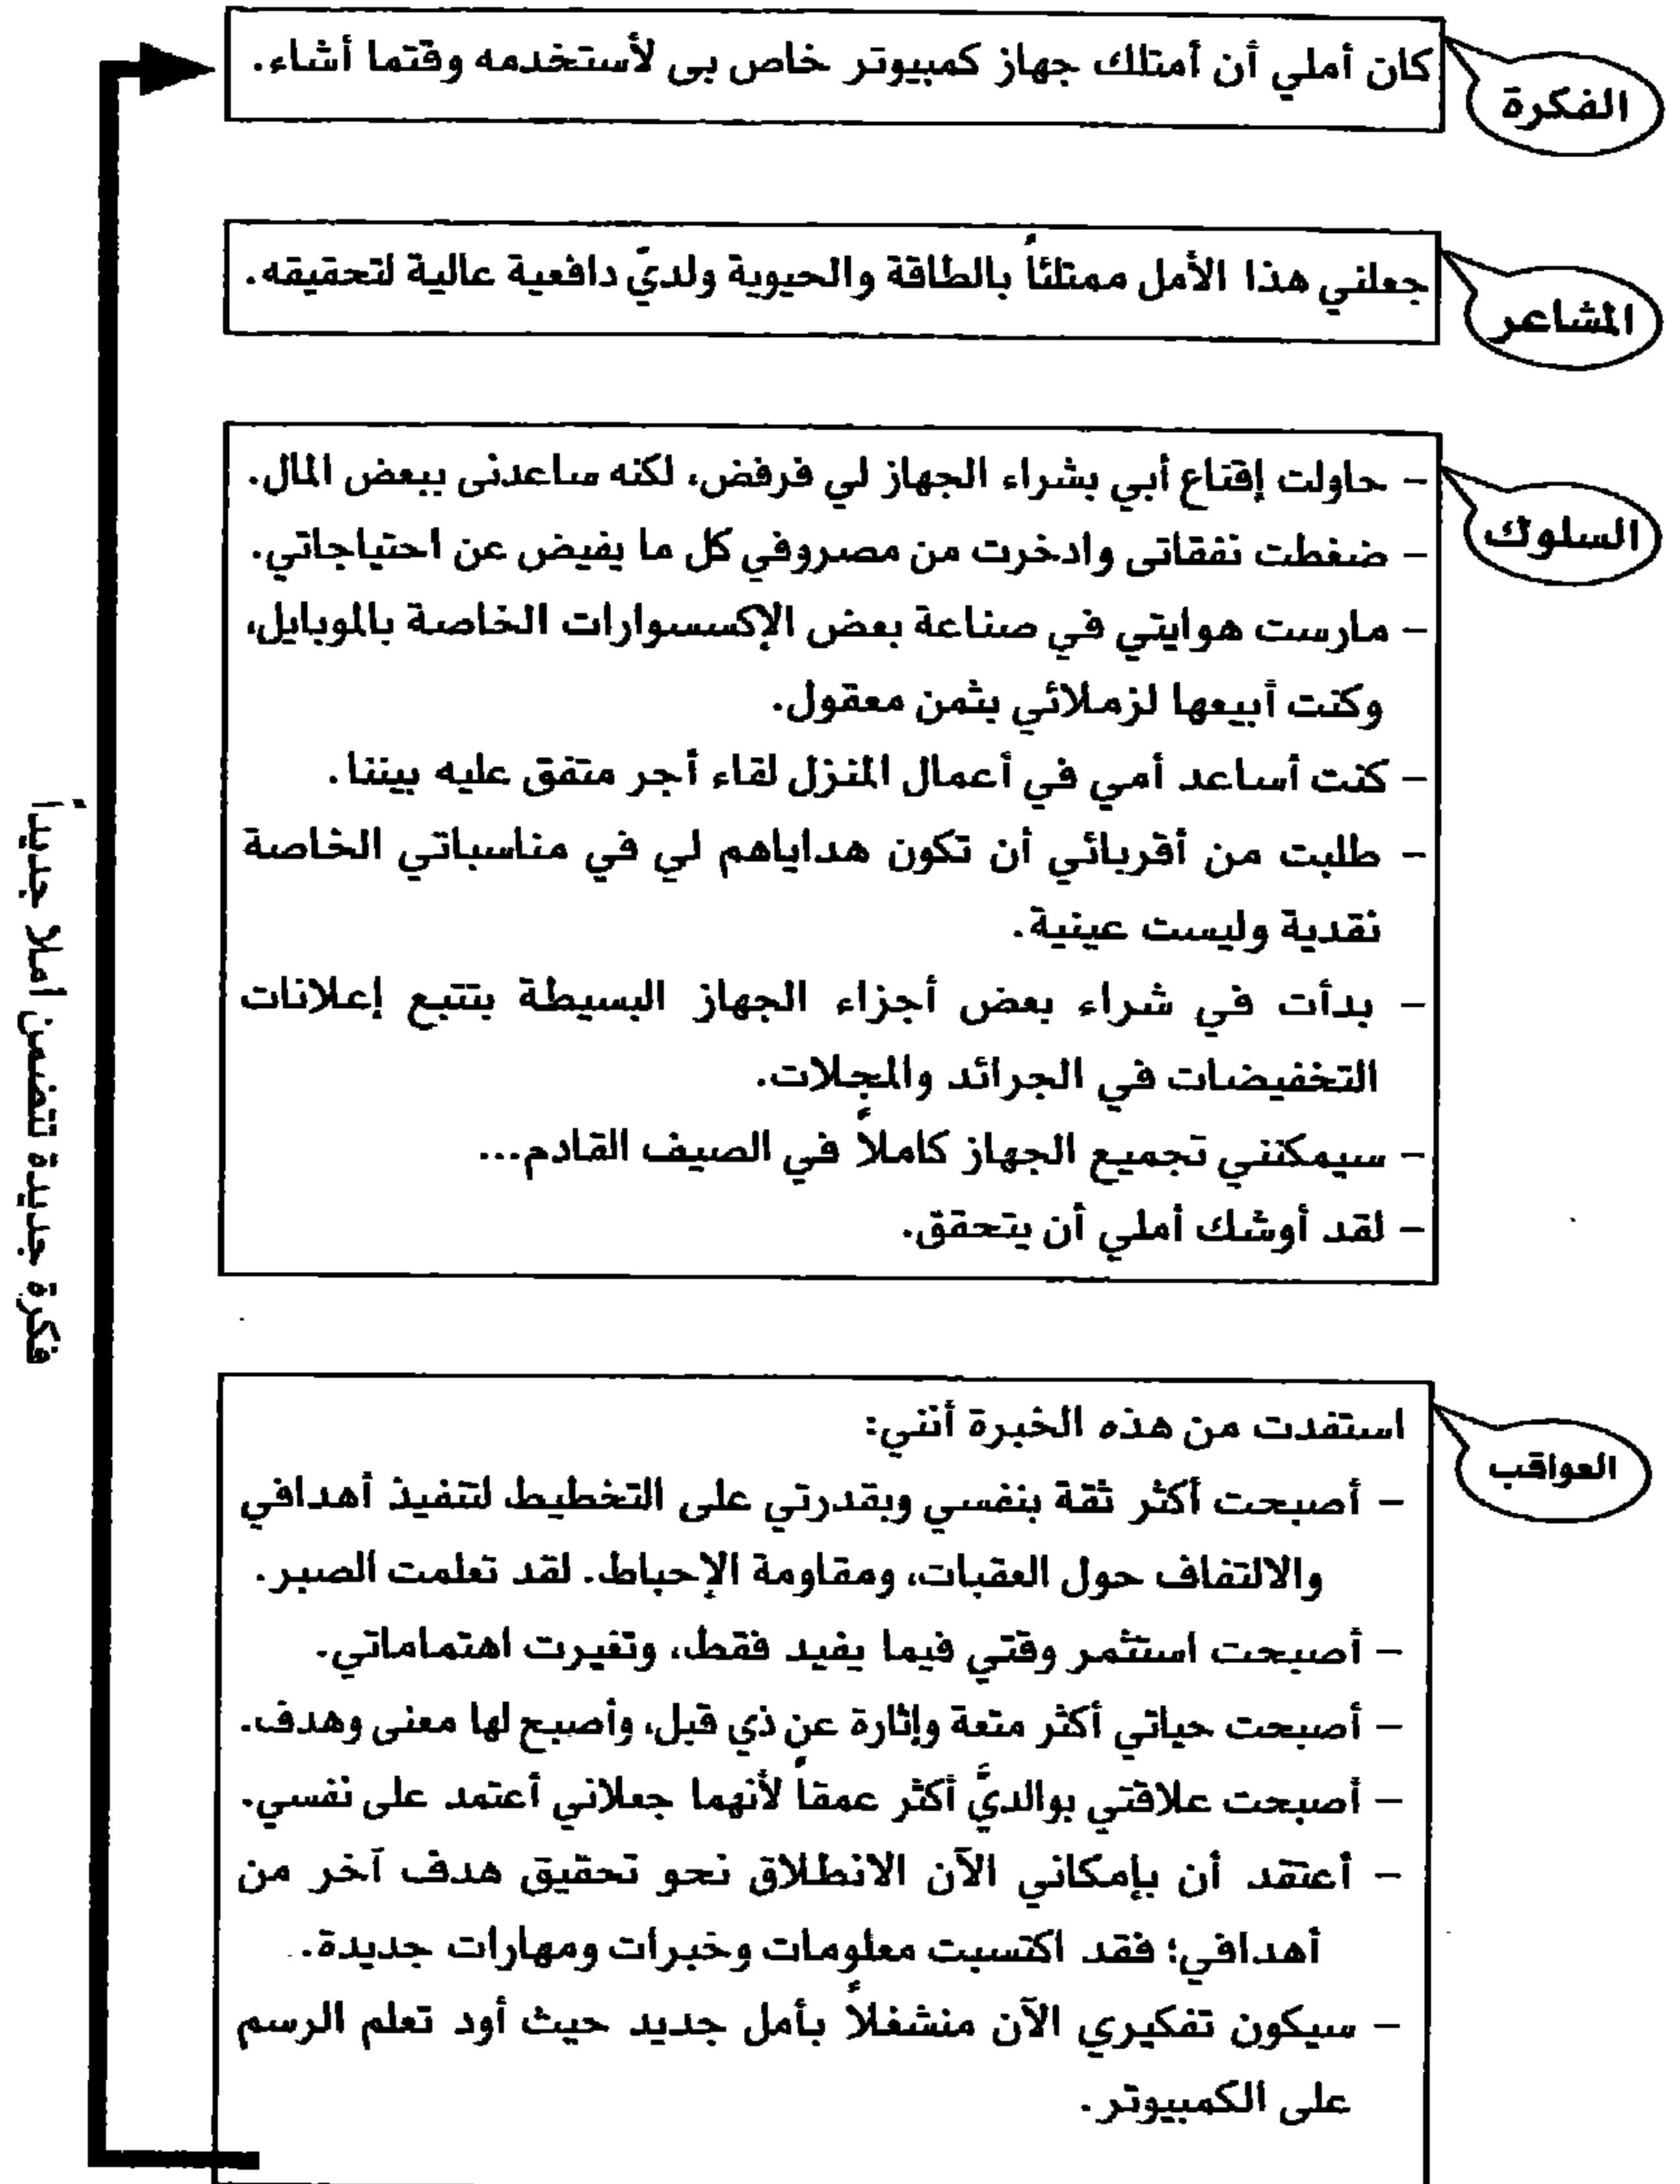 الفكرة
كان أملي أن أمتلك جهاز كمبيوتر خاص بى لأستخدمه وقتما أشاء.
المشاعر
جعلني هذا الأمل ممتلئاً بالطاقة والحيوية ولديّ دافعية عالية لتحقيقه.
السلوك
– حاولت إقناع أبي بشراء الجهاز لي فرفض، لكنه ساعدنى ببعض المال.
– ضغطت نفقاتى وادخرت من مصروفي كل ما يفيض عن احتياجاتي.
– مارست هوايتي في صناعة بعض الإكسسوارات الخاصة بالموبايل،
وكنت أبيعها لزملائي بثمن معقول.
– كنت أساعد أمي في أعمال المنزل لقاء أجر متفق عليه بيننا.
– طلبت من أقربائي أن تكون هداياهم لي في مناسباتي الخاصة
نقدية وليست عينية.
– بدأت في شراء بعض أجزاء الجهاز البسيطة بتتبع إعلانات
التخفيضات في الجرائد والمجلات.
– سيمكنني تجميع الجهاز كاملاً في الصيف القادم...
– لقد أوشك أملي أن يتحقق.
العواقب
استفدت من هذه الخبرة أنني:
– أصبحت أكثر ثقة بنفسي وبقدرتي على التخطيط لتنفيذ أهدافي
والالتفاف حول العقبات، ومقاومة الإحباط. لقد تعلمت الصبر.
– أصبحت استثمر وقتي فيما يفيد فقط، وتغيرت اهتماماتي.
– أصبحت حياتي أكثر متعة وإثارة عن ذي قبل، وأصبح لها معنى وهدف.
– أصبحت علاقتي بوالديَّ أكثر عمقاً لأنهما جعلاني أعتمد على نفسي.
– أعتقد أن بإمكاني الآن الانطلاق نحو تحقيق هدف آخر من
أهدافي؛ فقد اكتسبت معلومات وخبرات ومهارات جديدة.
– سيكون تفكيري الآن منشغلاً بأمل جديد حيث أود تعلم الرسم
على الكمبيوتر.
فكرة جديدة تتضمن أملا جديداً